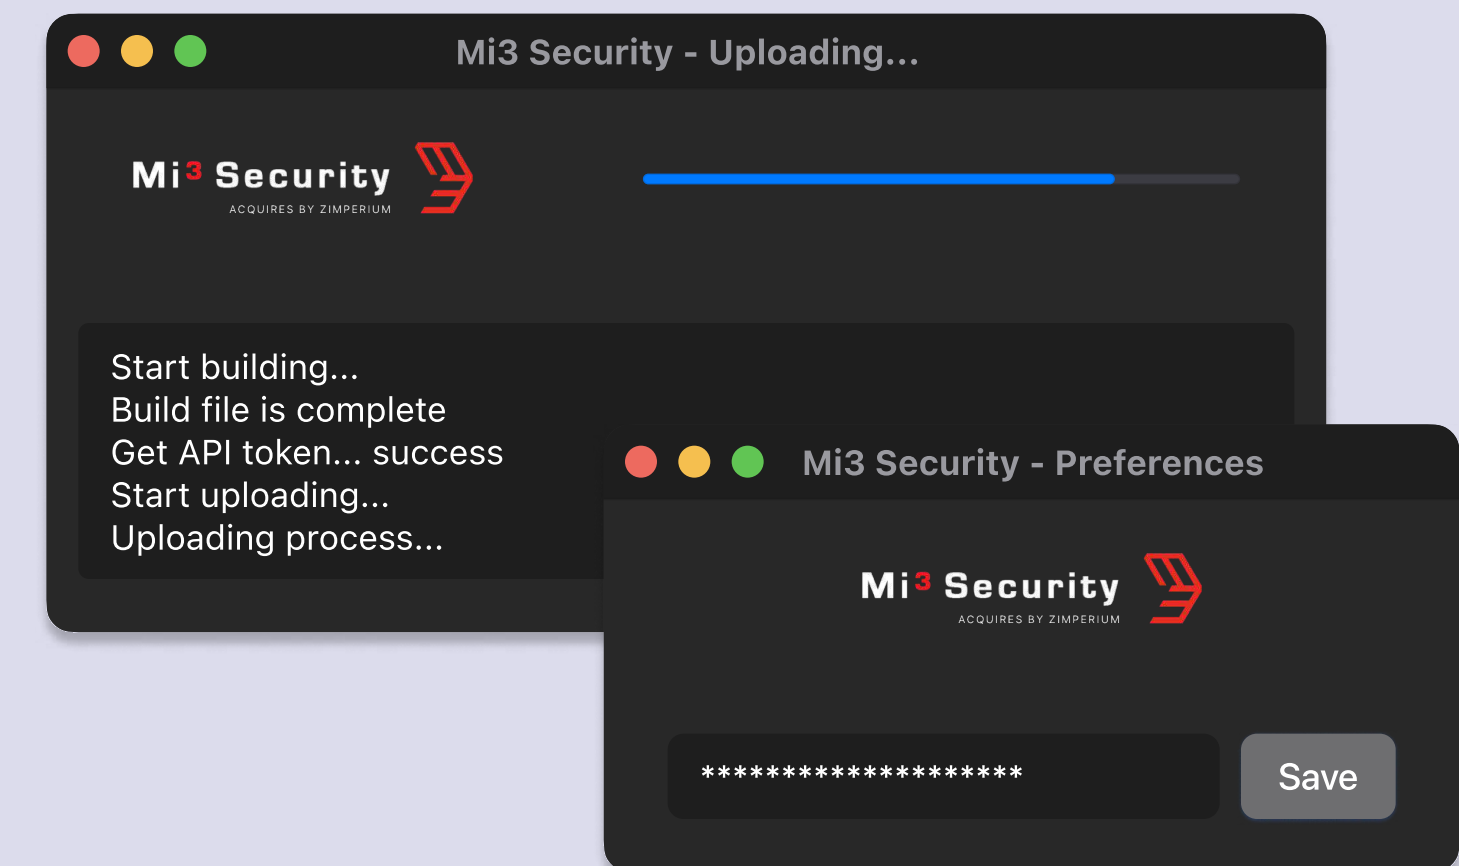 Mi3 Security - Uploading...
Mi³ Security
ACQUIRES BY ZIMPERIUM
Start building...
Build file is complete
Get API token... success
Start uploading...
Uploading process...
Mi3 Security - Preferences
Mi³ Security
ACQUIRES BY ZIMPERIUM
********************
Save